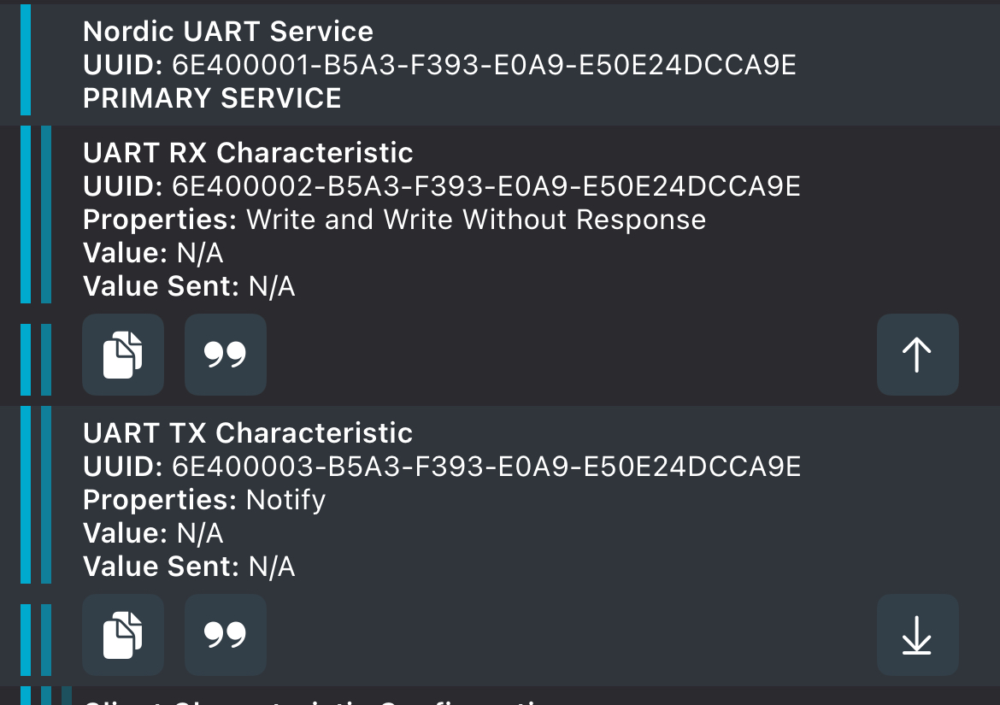 Nordic UART Service
UUID: 6E400001-B5A3-F393-E0A9-E50E24DCCA9E
PRIMARY SERVICE
UART RX Characteristic
UUID: 6E400002-B5A3-F393-E0A9-E50E24DCCA9E
Properties: Write and Write Without Response
Value: N/A
Value Sent: N/A
UART TX Characteristic
UUID: 6E400003-B5A3-F393-E0A9-E50E24DCCA9E
Properties: Notify
Value: N/A
Value Sent: N/A